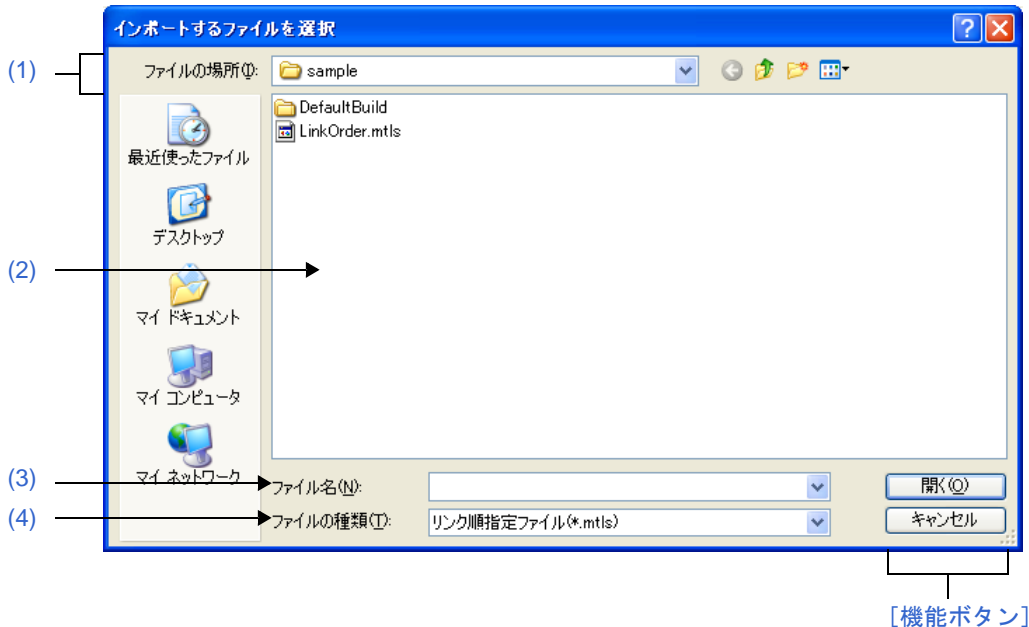 インポートするファイルを選択
(1)
ファイルの場所(I):
sample
DefaultBuild
LinkOrder.mtls
最近使ったファイル
デスクトップ
(2)
マイ ドキュメント
マイ コンピュータ
マイ ネットワーク
(3)
ファイル名(N):
開く(O)
(4)
ファイルの種類(T):
リンク順指定ファイル(*.mtls)
キャンセル
[機能ボタン]